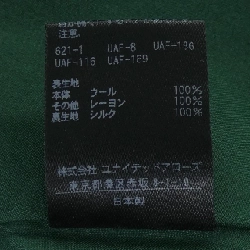 注意.
621-1 UAF-8 UAF-136
UAF-116 UAF-129
表生地
本体 ウール 100%
その他 レーヨン 100%
裏生地 シルク 100%
株式会社 ユナイテッドアローズ
東京都港区赤坂
日本製